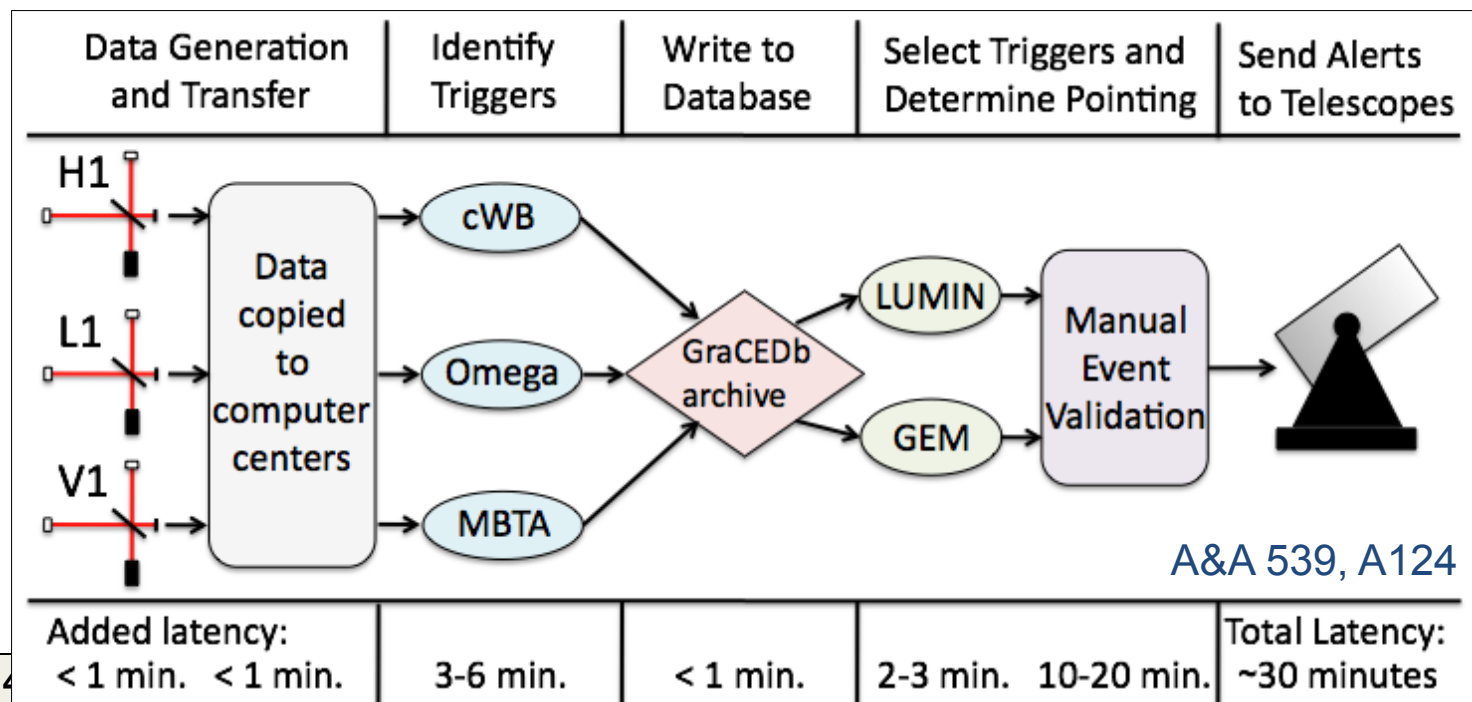 Data Generation
and Transfer
Identify
Triggers
Write to
Database
Select Triggers and
Determine Pointing
Send Alerts
to Telescopes
H1
L1
V1
Data
copied
to
computer
centers
cWB
Omega
MBTA
GraCEDb
archive
LUMIN
GEM
Manual
Event
Validation
A&A 539, A124
Added latency:
< 1 min. < 1 min.
3-6 min.
< 1 min.
2-3 min. 10-20 min.
Total Latency:
~30 minutes